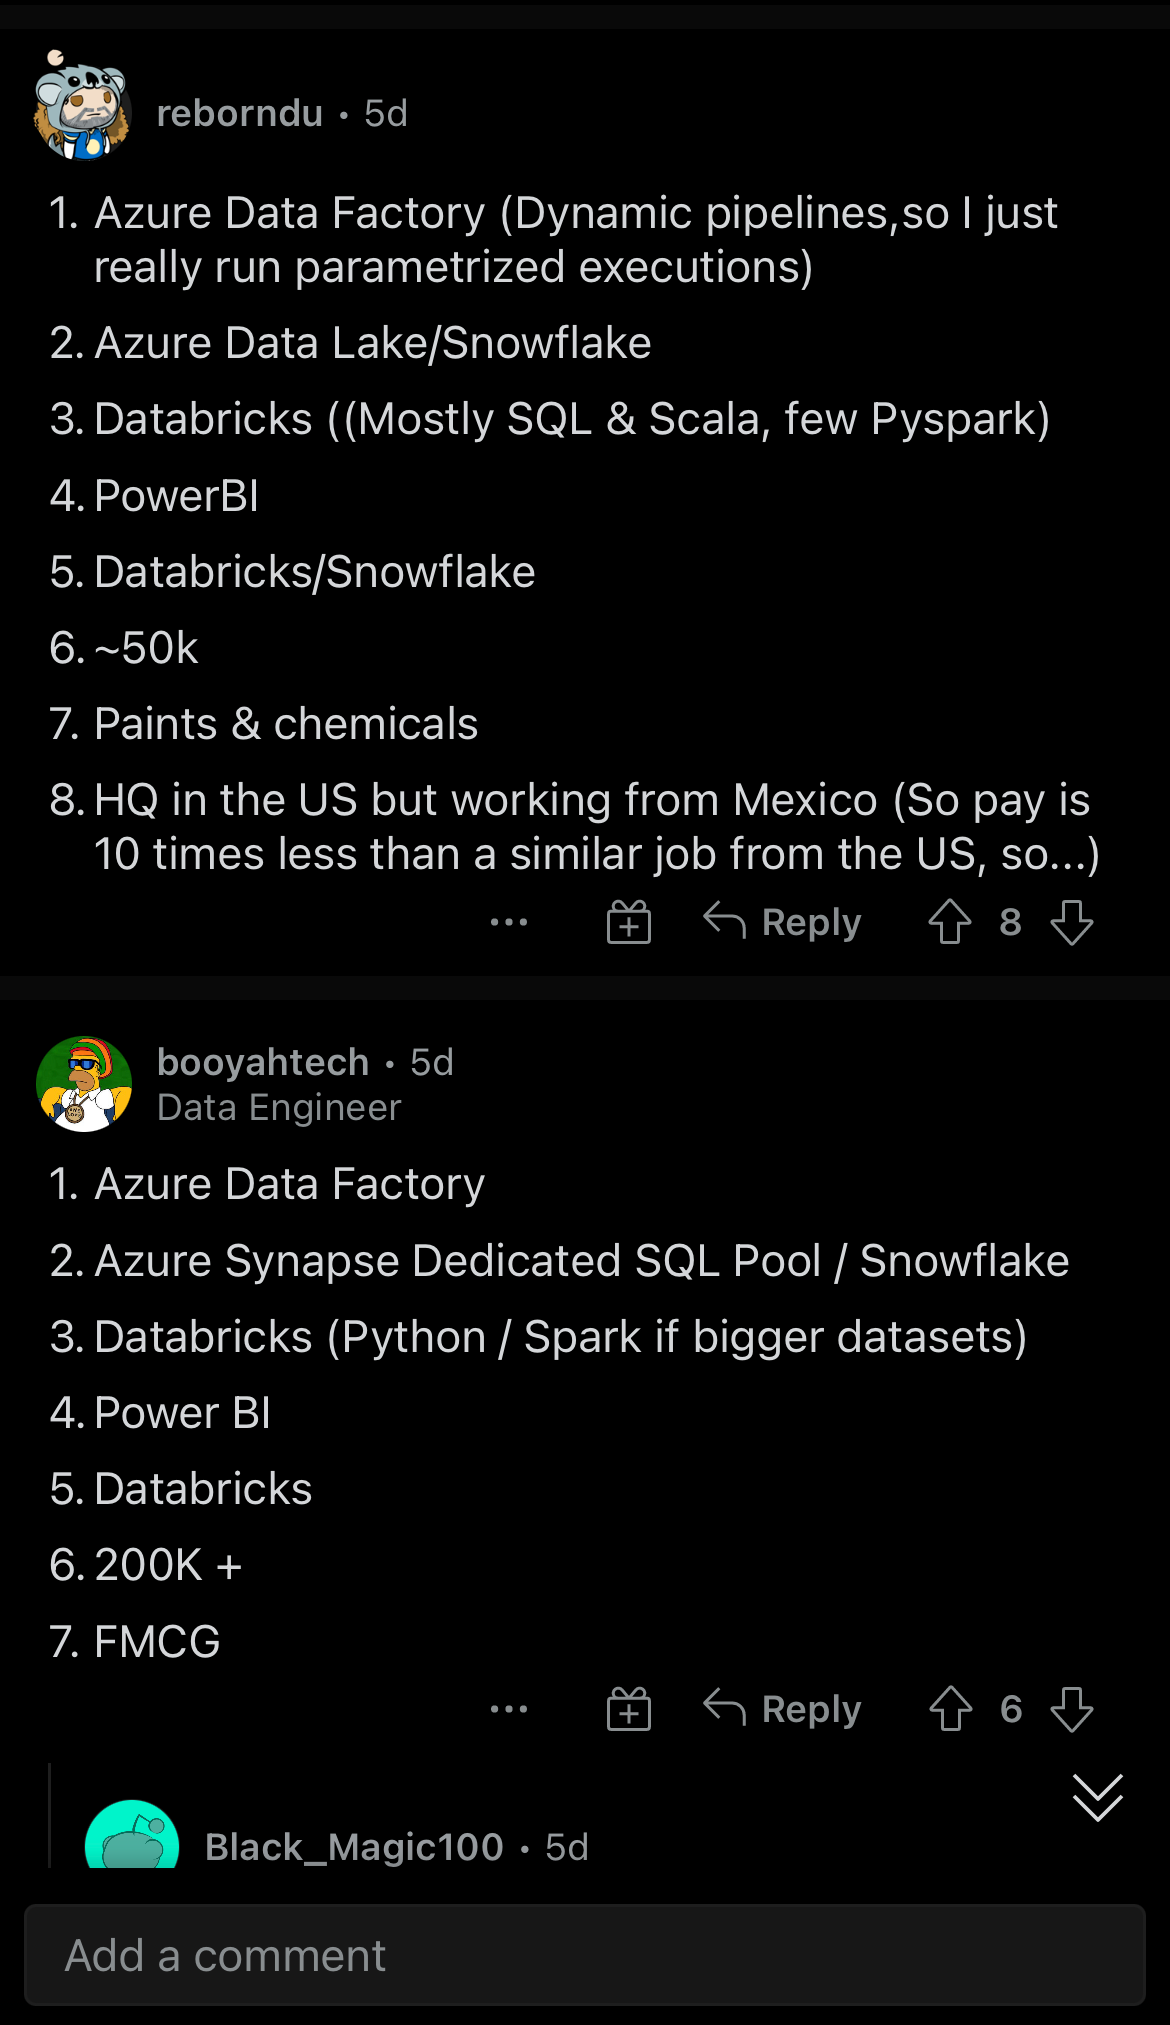 reborndu • 5d
1. Azure Data Factory (Dynamic pipelines,so I just
really run parametrized executions)
2. Azure Data Lake/Snowflake
3. Databricks ((Mostly SQL & Scala, few Pyspark)
4. PowerBI
5. Databricks/Snowflake
6. ~50k
7. Paints & chemicals
8. HQ in the US but working from Mexico (So pay is
10 times less than a similar job from the US, so...)
Reply 8
booyahtech • 5d
Data Engineer
1. Azure Data Factory
2. Azure Synapse Dedicated SQL Pool / Snowflake
3. Databricks (Python / Spark if bigger datasets)
4. Power BI
5. Databricks
6. 200K +
7. FMCG
Reply 6
Black_Magic100 • 5d
Add a comment